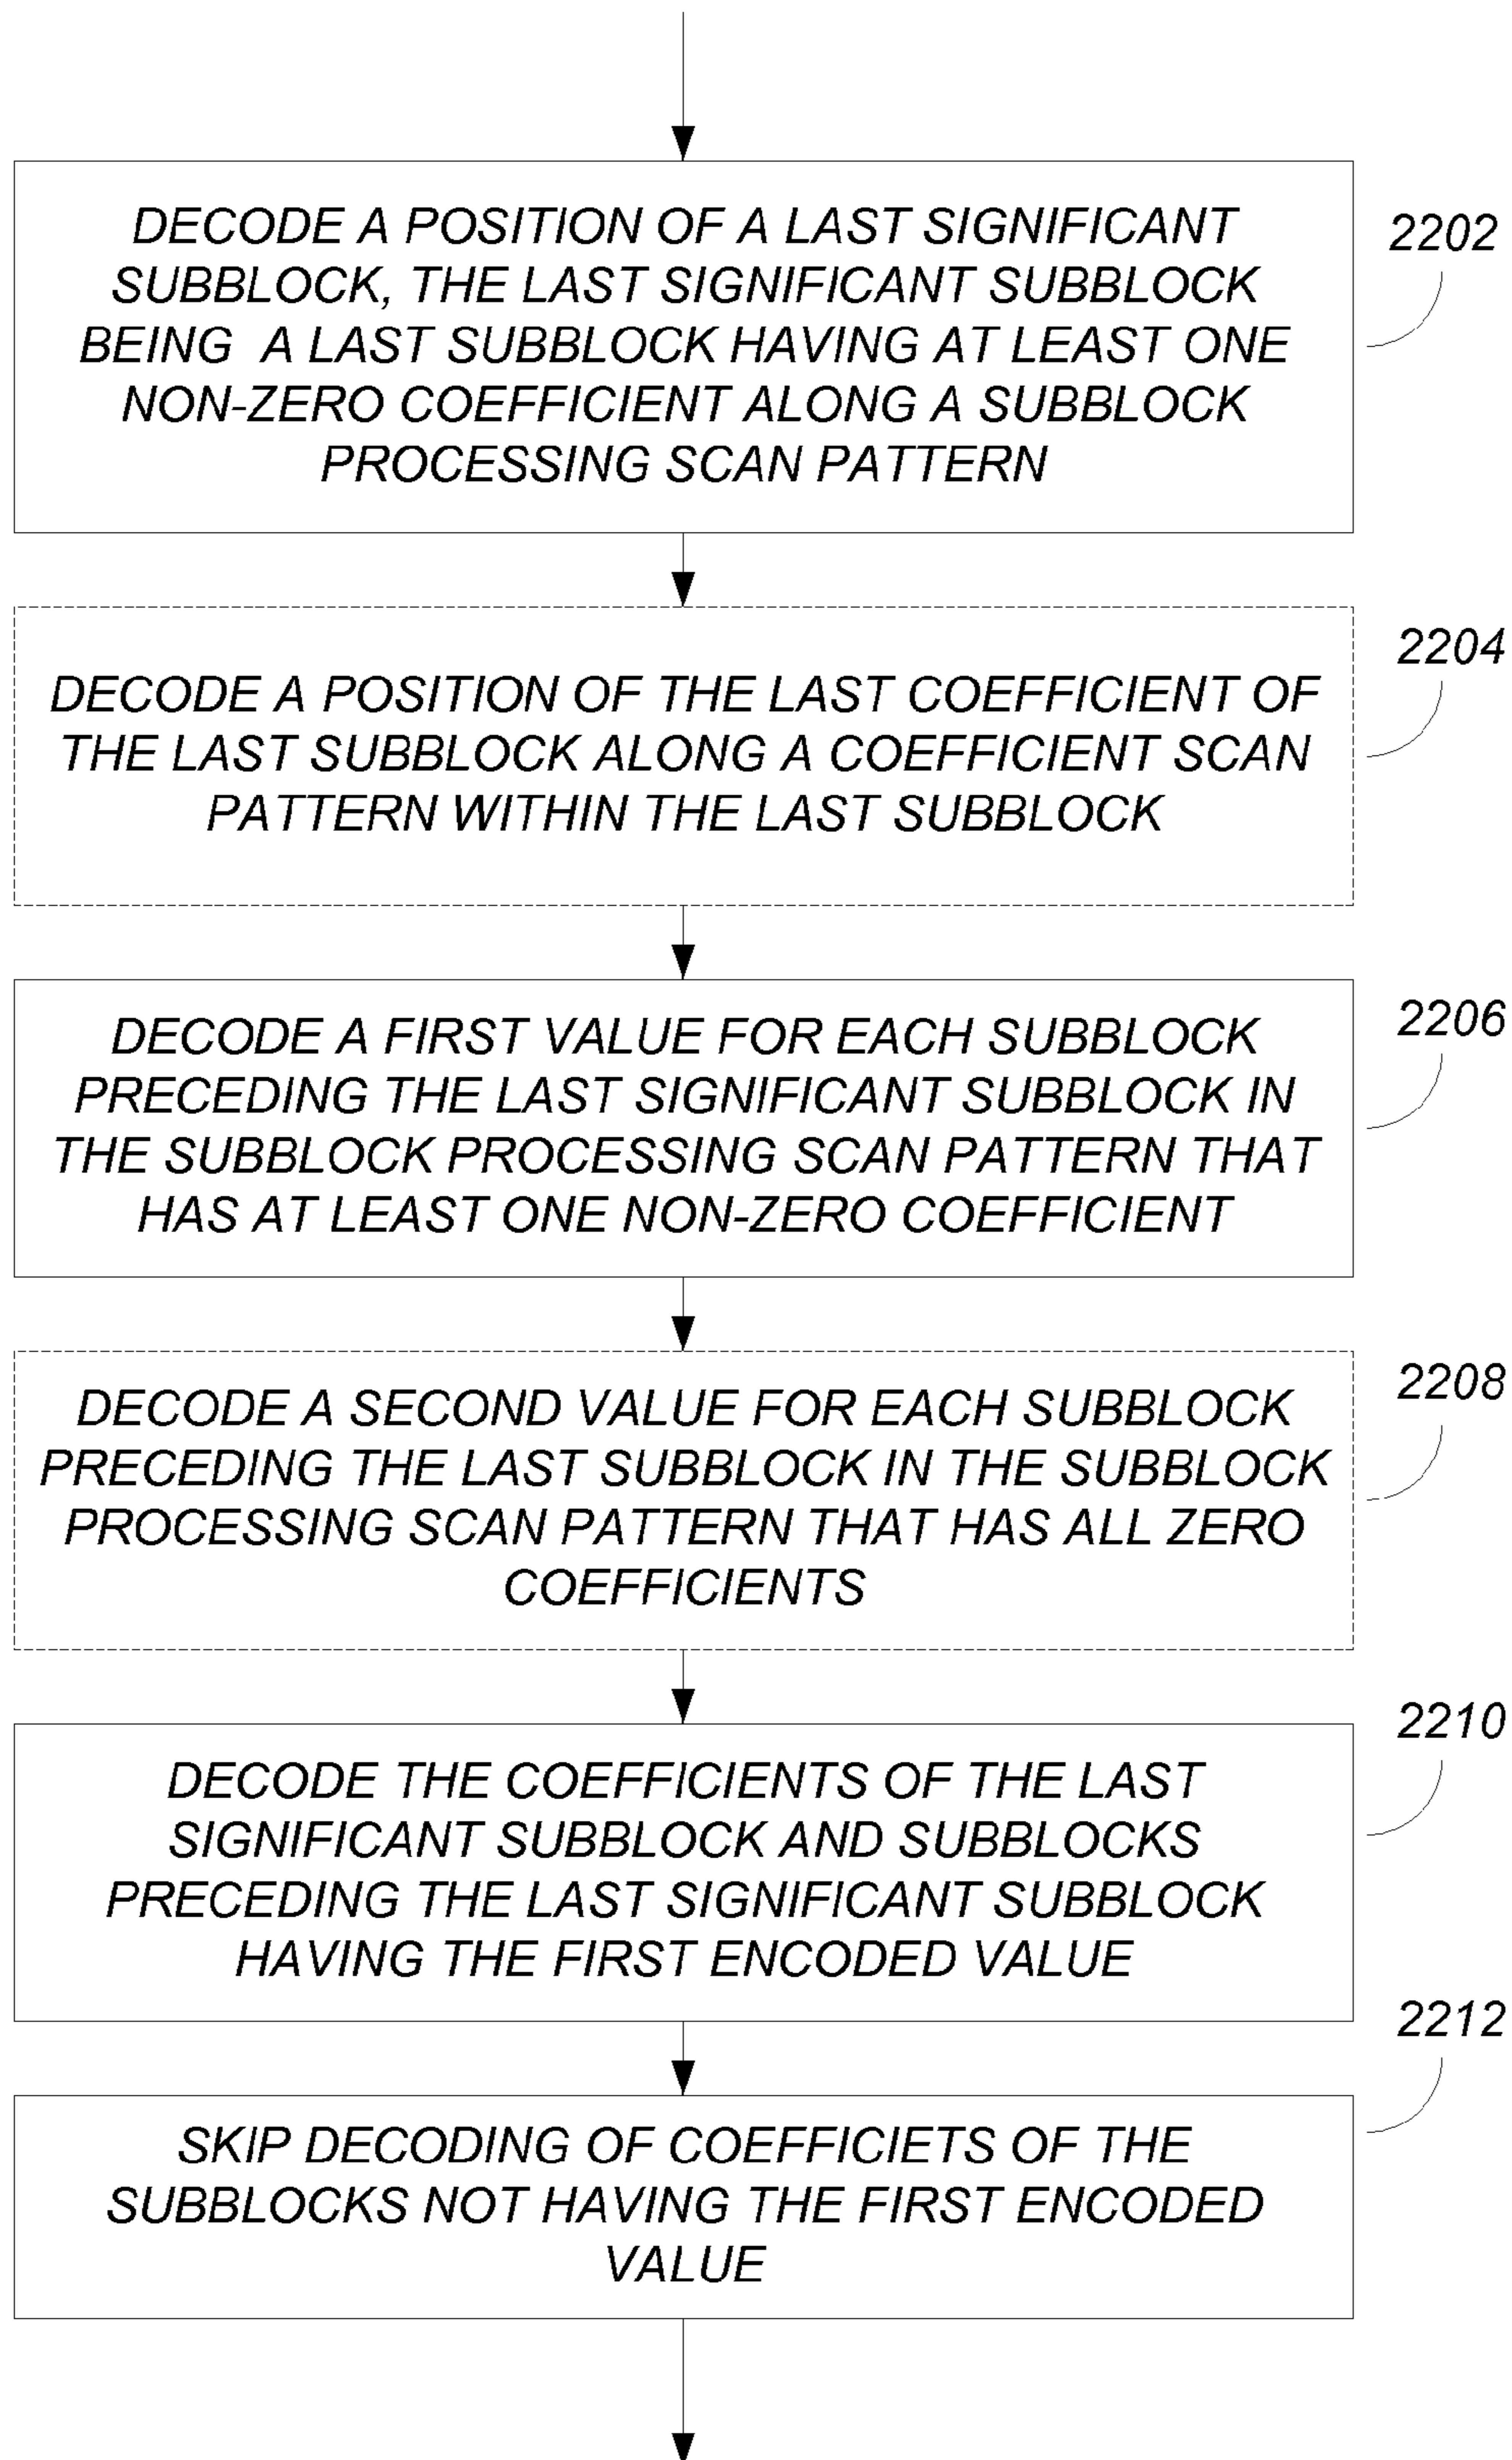 DECODE A POSITION OF A LAST SIGNIFICANT
SUBBLOCK, THE LAST SIGNIFICANT SUBBLOCK
BEING A LAST SUBBLOCK HAVING AT LEAST ONE
NON-ZERO COEFFICIENT ALONG A SUBBLOCK
PROCESSING SCAN PATTERN
2202
DECODE A POSITION OF THE LAST COEFFICIENT OF
THE LAST SUBBLOCK ALONG A COEFFICIENT SCAN
PATTERN WITHIN THE LAST SUBBLOCK
2204
DECODE A FIRST VALUE FOR EACH SUBBLOCK
PRECEDING THE LAST SIGNIFICANT SUBBLOCK IN
THE SUBBLOCK PROCESSING SCAN PATTERN THAT
HAS AT LEAST ONE NON-ZERO COEFFICIENT
2206
DECODE A SECOND VALUE FOR EACH SUBBLOCK
PRECEDING THE LAST SUBBLOCK IN THE SUBBLOCK
PROCESSING SCAN PATTERN THAT HAS ALL ZERO
COEFFICIENTS
2208
DECODE THE COEFFICIENTS OF THE LAST
SIGNIFICANT SUBBLOCK AND SUBBLOCKS
PRECEDING THE LAST SIGNIFICANT SUBBLOCK
HAVING THE FIRST ENCODED VALUE
2210
SKIP DECODING OF COEFFICIETS OF THE
SUBBLOCKS NOT HAVING THE FIRST ENCODED
VALUE
2212